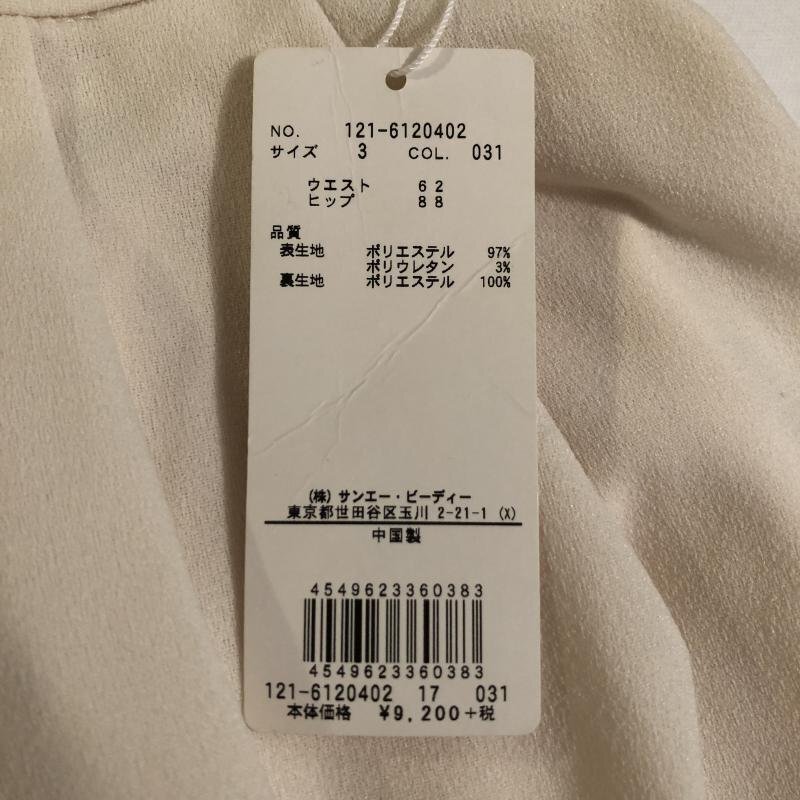 NO. 121-6120402
サイズ 3 COL. 031
ウエスト 62
ヒップ 88
品質
表生地 ポリエステル 97%
ポリウレタン 3%
裏生地 ポリエステル 100%
(株) サンエー・ビーディー
東京都世田谷区玉川 2-21-1 (X)
中国製
4549623360383
4549623360383
121-6120402 17 031
本体価格 ¥9,200+税